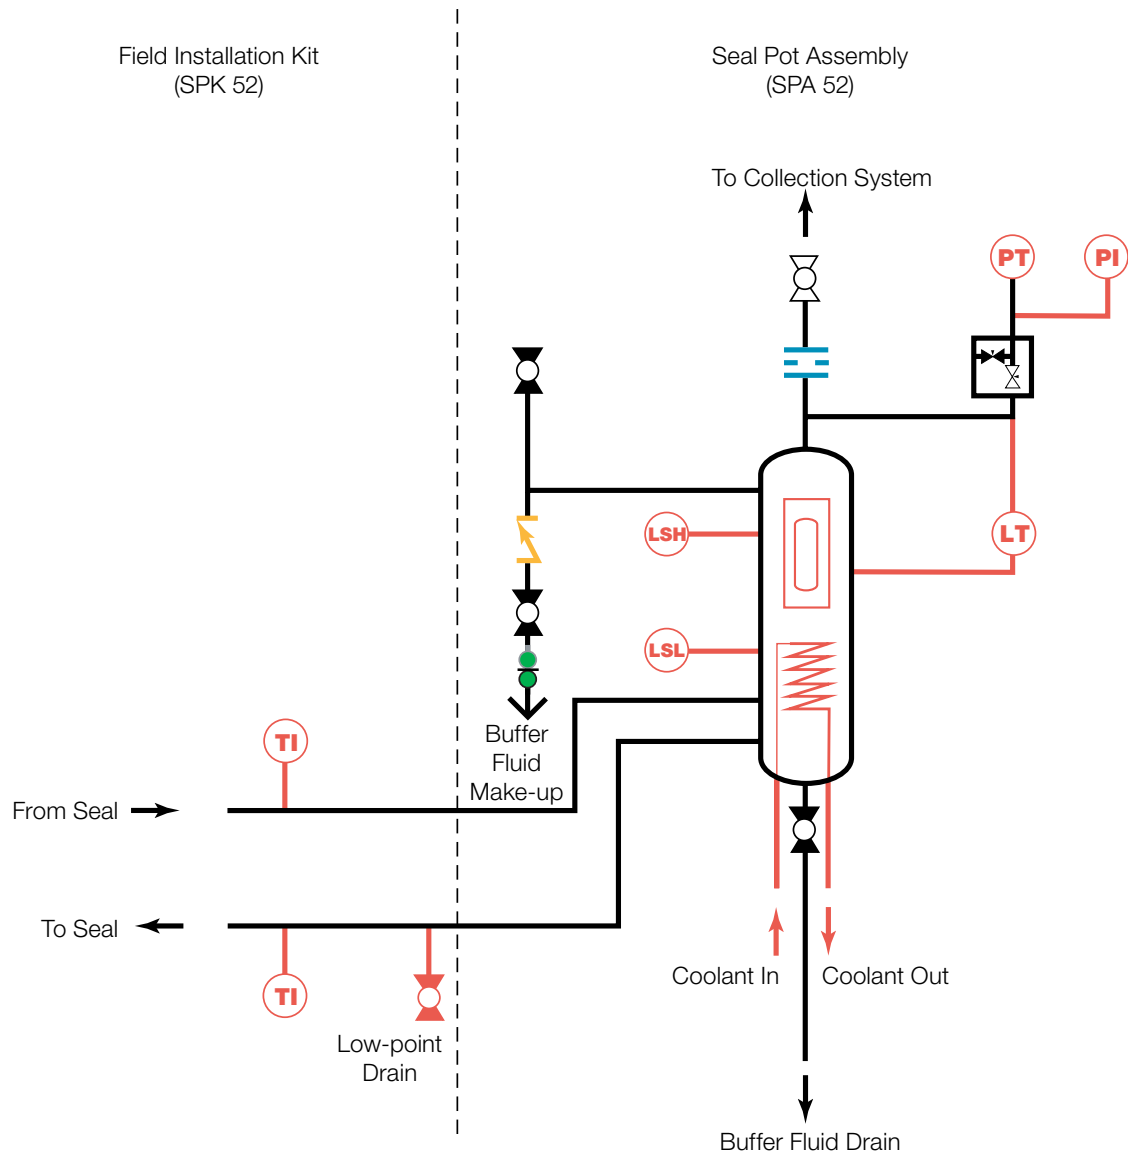 Field Installation Kit
(SPK 52)
Seal Pot Assembly
(SPA 52)
To Collection System
PT
PI
LSH
LT
LSL
Buffer
Fluid
Make-up
TI
From Seal
To Seal
TI
Low-point
Drain
Coolant In
Coolant Out
Buffer Fluid Drain